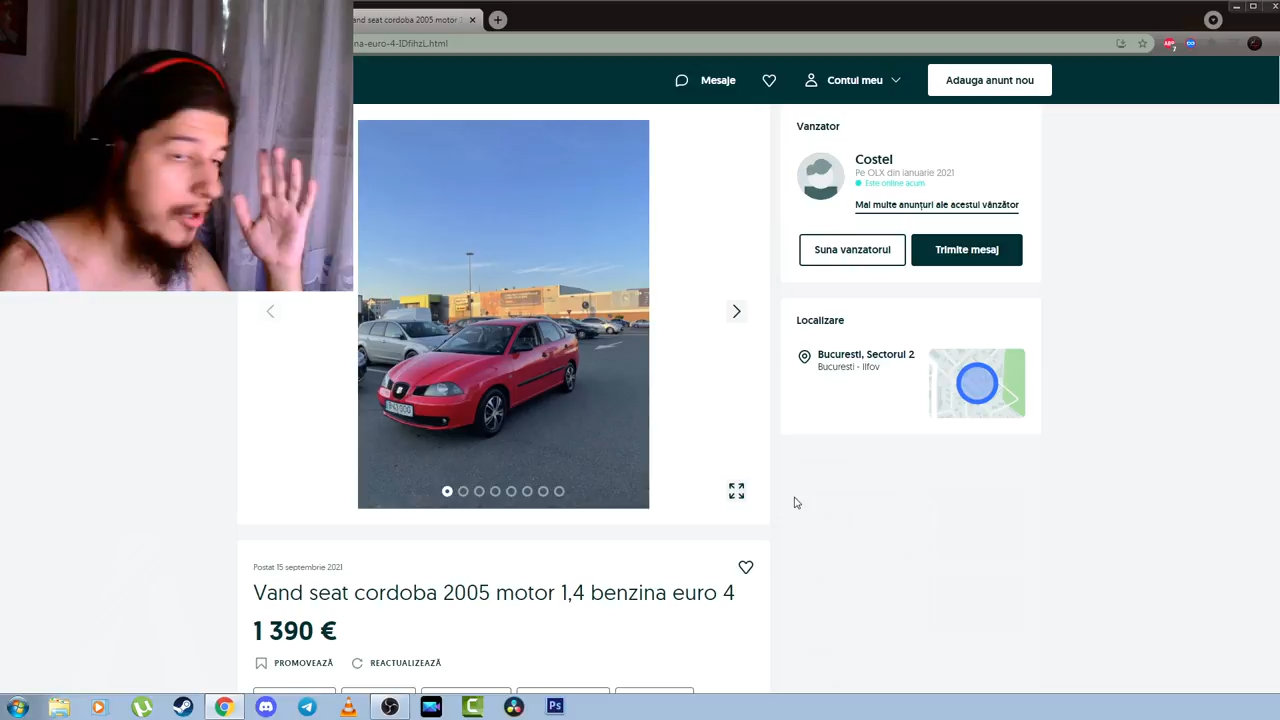 and seat cordoba 2005 motor
na-euro-4-IDfihzL.html
Mesaje
Contul meu
Adauga anunt nou
Vanzator
Costel
Pe OLX din ianuarie 2021
Este online acum
Mai multe anunțuri ale acestui vânzător
Suna vanzatorul
Trimite mesaj
Localizare
Bucuresti, Sectorul 2
Bucuresti - Ilfov
Postat 15 septembrie 2021
Vand seat cordoba 2005 motor 1,4 benzina euro 4
1 390 €
PROMOVEAZĂ
REACTUALIZEAZĂ
Ps